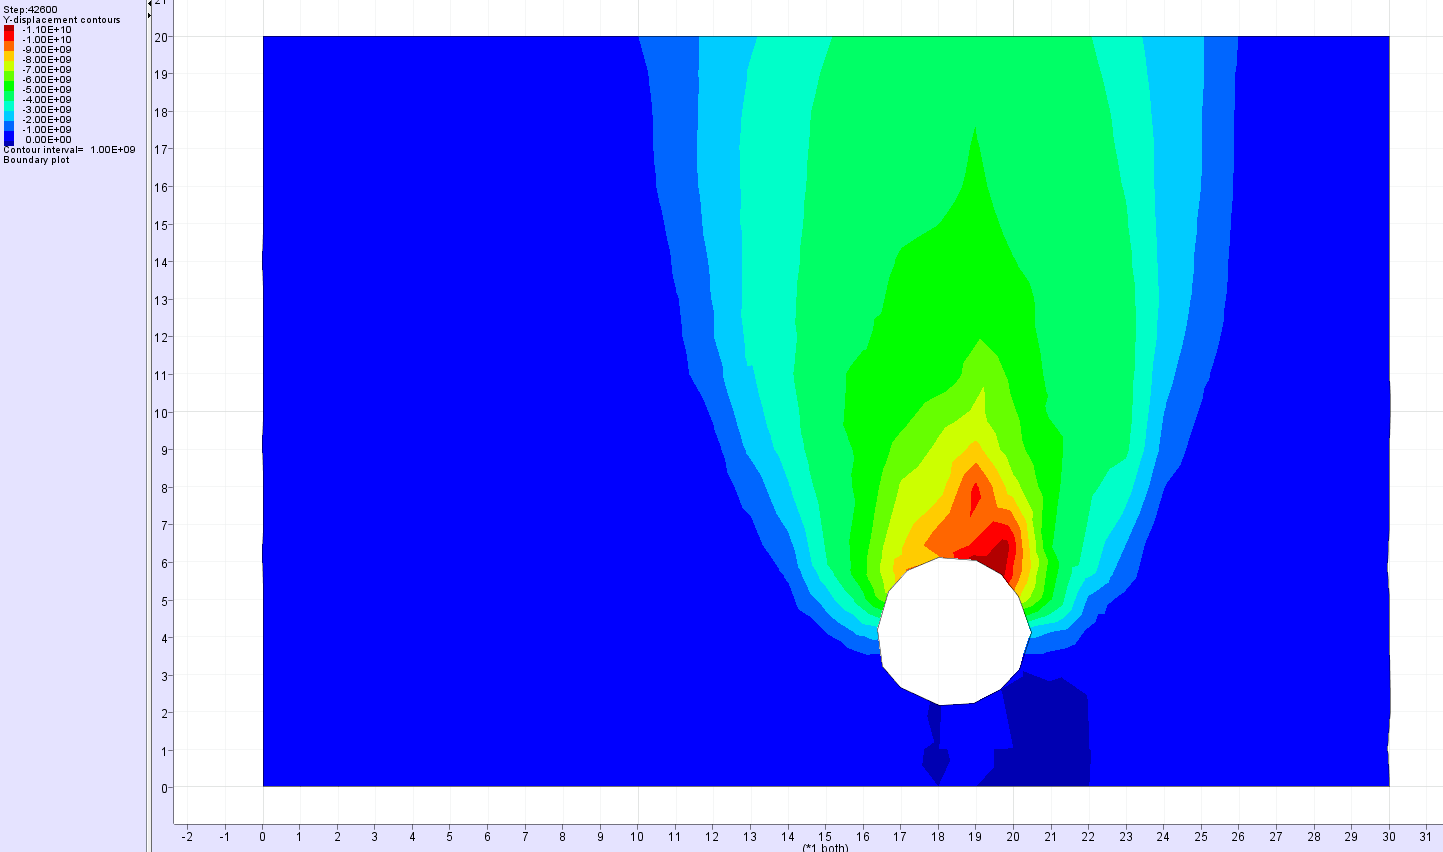 Step:42600
Y-displacement contours
-1.10E+10
-1.00E+10
-9.00E+09
-8.00E+09
-7.00E+09
-6.00E+09
-5.00E+09
-4.00E+09
-3.00E+09
-2.00E+09
-1.00E+09
0.00E+00
Contour interval= 1.00E+09
Boundary plot
21
20
19
18
17
16
15
14
13
12
11
10
9
8
7
6
5
4
3
2
1
0
-2 -1 0 1 2 3 4 5 6 7 8 9 10 11 12 13 14 15 16 17 18 19 20 21 22 23 24 25 26 27 28 29 30 31
(*1 both)